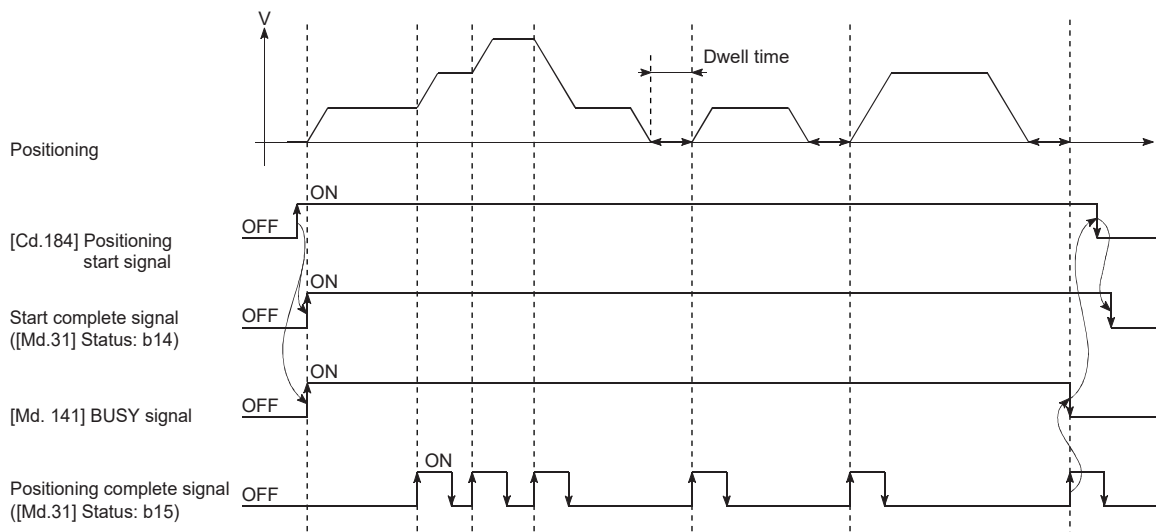 V
Dwell time
Positioning
ON
OFF
[Cd.184] Positioning
start signal
ON
OFF
Start complete signal
([Md.31] Status: b14)
ON
OFF
[Md. 141] BUSY signal
ON
OFF
Positioning complete signal
([Md.31] Status: b15)